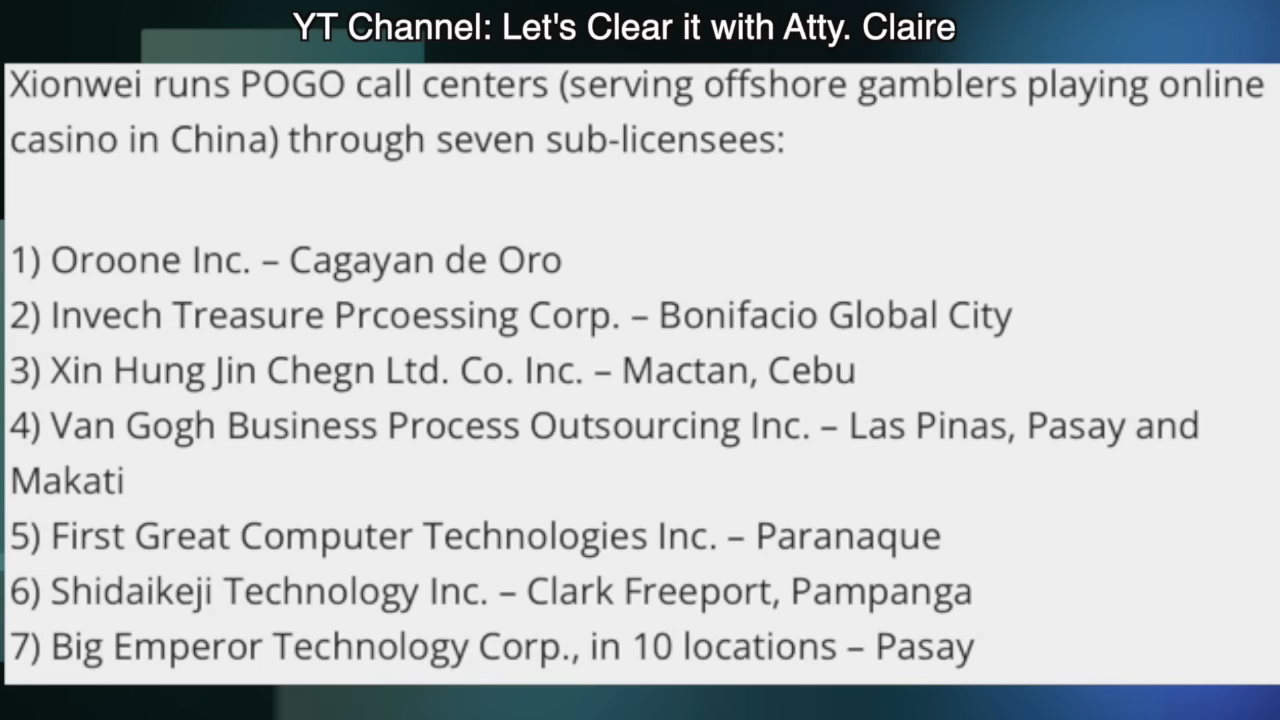 YT Channel: Let's Clear it with Atty. Claire
Xionwei runs POGO call centers (serving offshore gamblers playing online
casino in China) through seven sub-licensees:
1) Oroone Inc. – Cagayan de Oro
2) Invech Treasure Prcoessing Corp. – Bonifacio Global City
3) Xin Hung Jin Chegn Ltd. Co. Inc. – Mactan, Cebu
4) Van Gogh Business Process Outsourcing Inc. – Las Pinas, Pasay and
Makati
5) First Great Computer Technologies Inc. – Paranaque
6) Shidaikeji Technology Inc. – Clark Freeport, Pampanga
7) Big Emperor Technology Corp., in 10 locations – Pasay